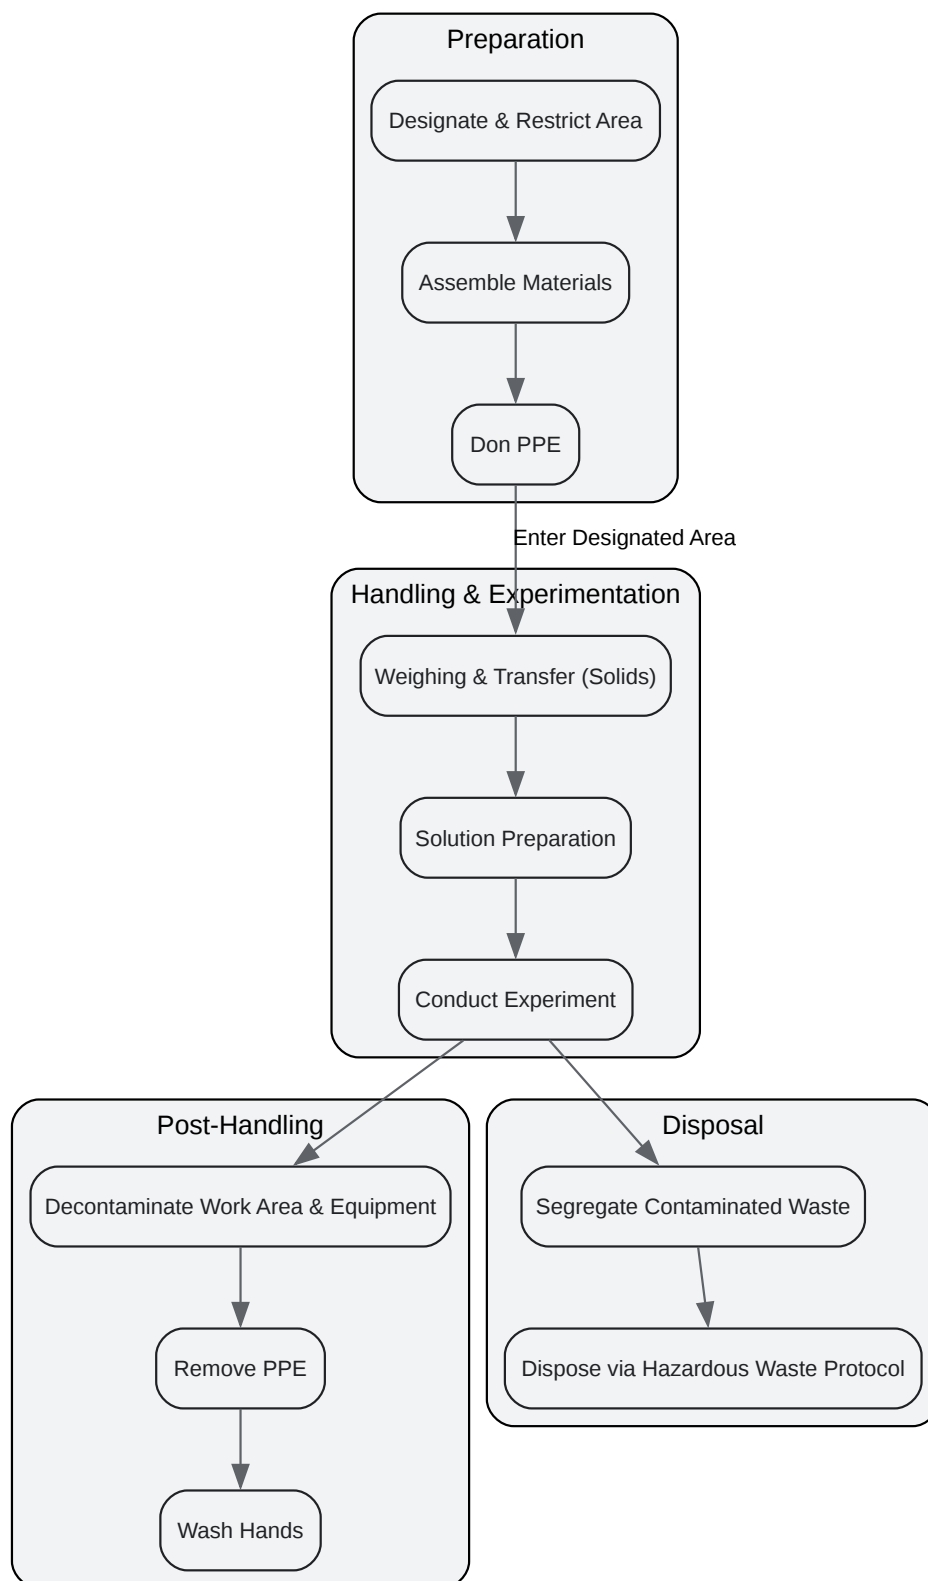 Preparation
Designate & Restrict Area
Assemble Materials
Don PPE
Enter Designated Area
Handling & Experimentation
Weighing & Transfer (Solids)
Solution Preparation
Conduct Experiment
Post-Handling
Decontaminate Work Area & Equipment
Remove PPE
Wash Hands
Disposal
Segregate Contaminated Waste
Dispose via Hazardous Waste Protocol